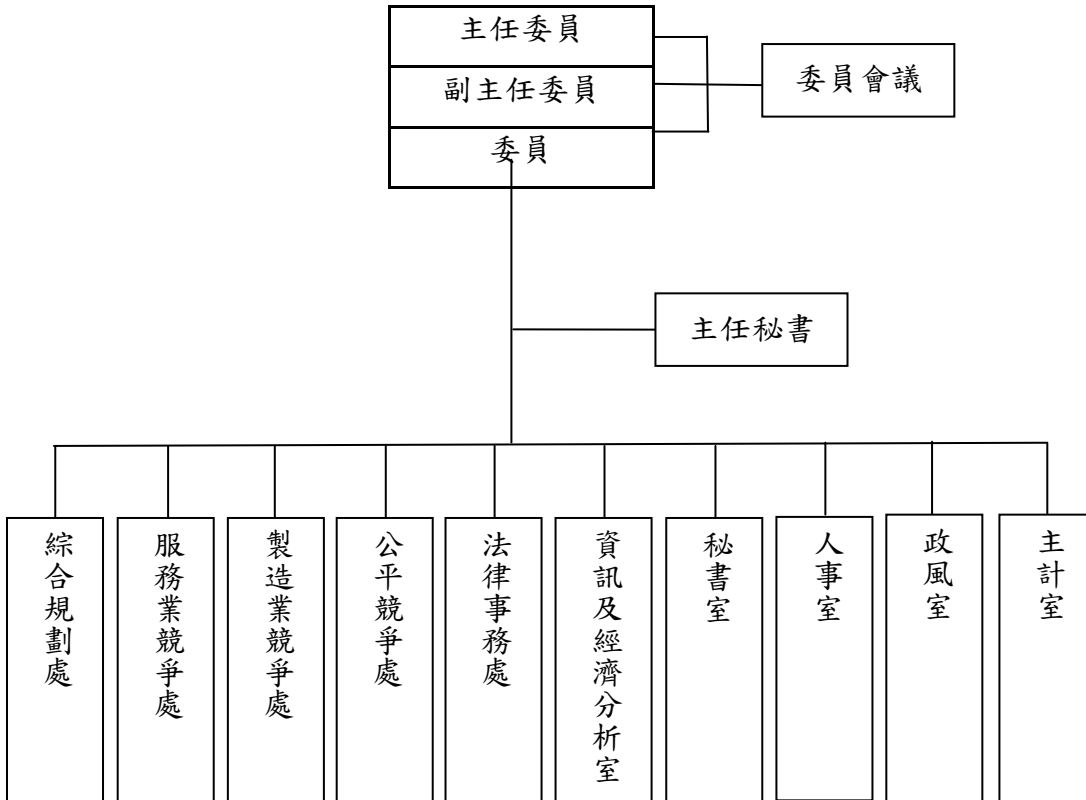 主任委員
副主任委員
委員
委員會議
主任秘書
綜合規劃處
服務業競爭處
製造業競爭處
公平競爭處
法律事務處
資訊及經濟分析室
秘書室
人事室
政風室
主計室